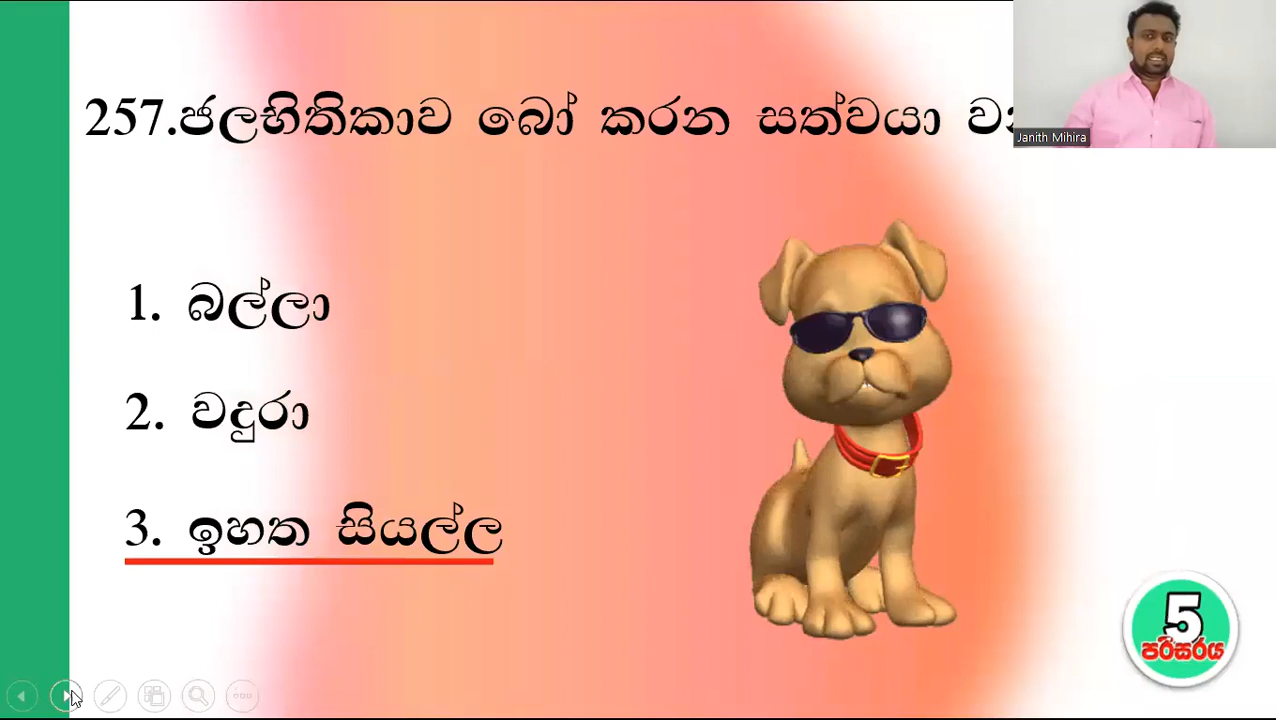 257.ජලභීතිකාව බෝ කරන සත්වයා
Janith Mihira
1. බල්ලා
2. වඳුරා
3. ඉහත සියල්ල
5
පරිසරය